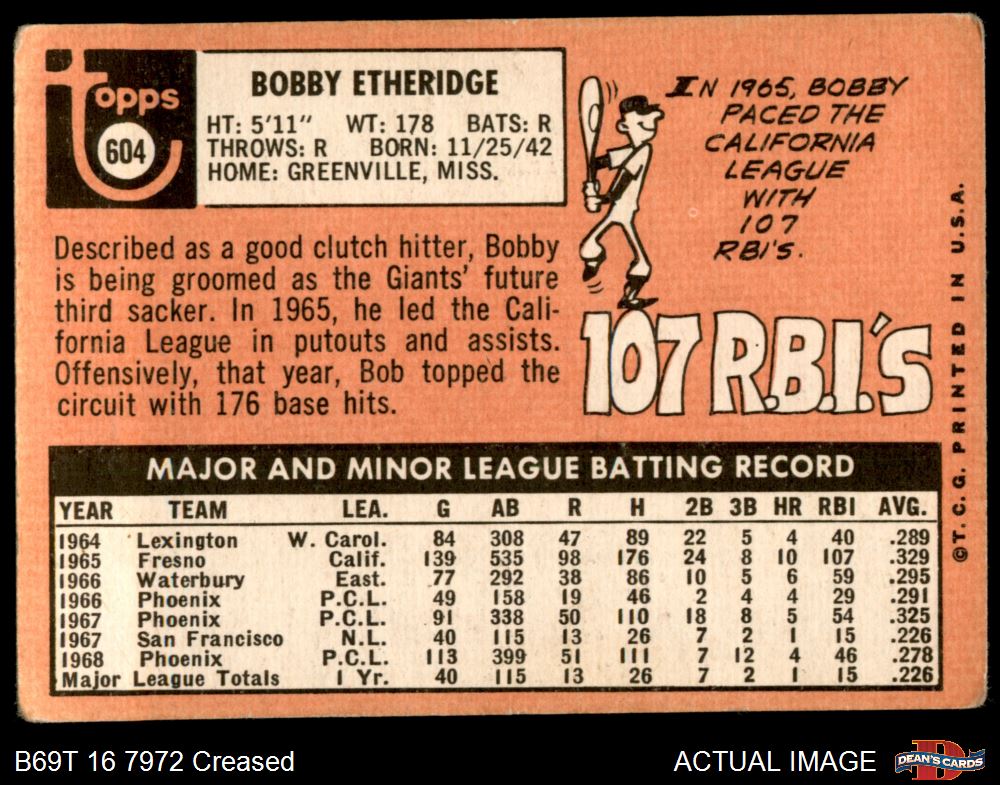 Topps
604
BOBBY ETHERIDGE
HT: 5'11" WT: 178 BATS: R
THROWS: R BORN: 11/25/42
HOME: GREENVILLE, MISS.
Described as a good clutch hitter, Bobby
is being groomed as the Giants' future
third sacker. In 1965, he led the Cali-
fornia League in putouts and assists.
Offensively, that year, Bob topped the
circuit with 176 base hits.
IN 1965, BOBBY
PACED THE
CALIFORNIA
LEAGUE
WITH
107
RBI'S.
107 R.B.I.'S
©T. C. G. PRINTED IN U.S.A.
MAJOR AND MINOR LEAGUE BATTING RECORD
YEAR TEAM LEA. G AB R H 2B 3B HR RBI AVG.
1964 Lexington W. Carol. 84 308 47 89 22 5 4 40 .289
1965 Fresno Calif. 139 535 98 176 24 8 10 107 .329
1966 Waterbury East. 77 292 38 86 10 5 6 59 .295
1966 Phoenix P.C.L. 49 158 19 46 2 4 4 29 .291
1967 Phoenix P.C.L. 91 338 50 110 18 8 5 54 .325
1967 San Francisco N.L. 40 115 13 26 7 2 1 15 .226
1968 Phoenix P.C.L. 113 399 51 111 7 12 4 46 .278
Major League Totals 1 Yr. 40 115 13 26 7 2 1 15 .226
B69T 16 7972 Creased
ACTUAL IMAGE
D
DEAN'S CARDS